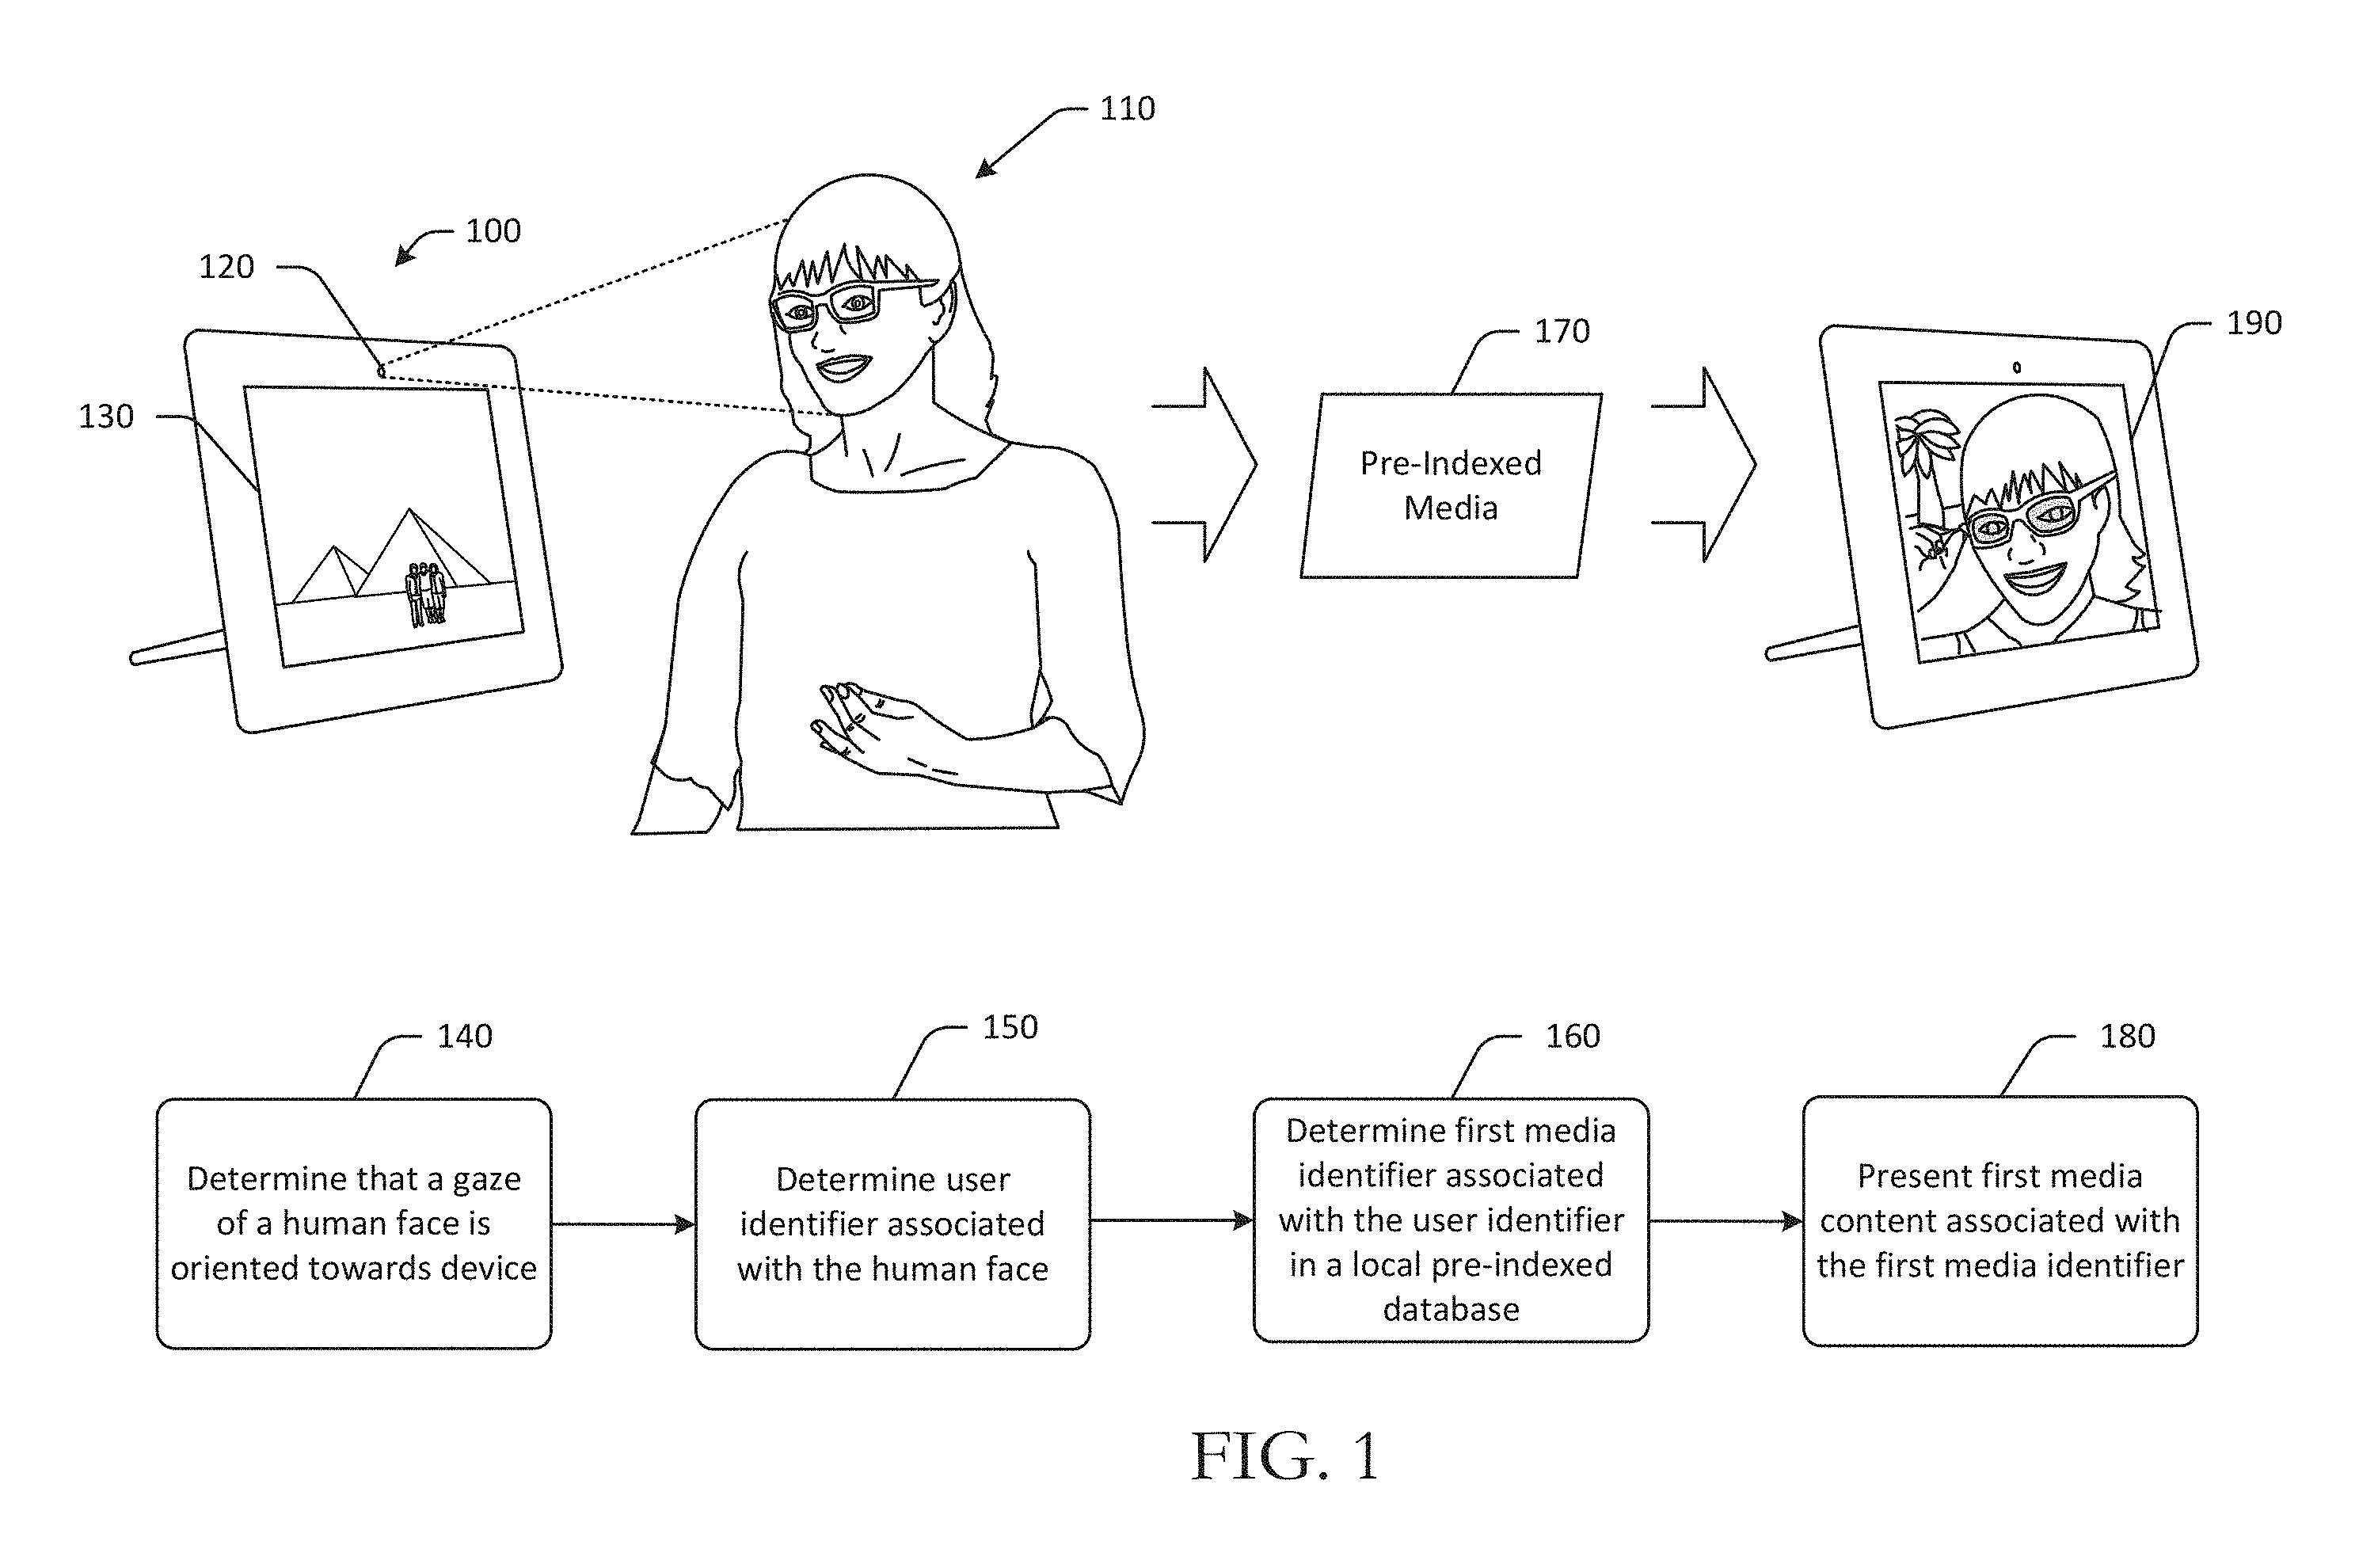 110
100
120
130
170
190
Pre-Indexed
Media
140
150
160
180
Determine that a gaze
of a human face is
oriented towards device
Determine user
identifier associated
with the human face
Determine first media
identifier associated
with the user identifier
in a local pre-indexed
database
Present first media
content associated with
the first media identifier
FIG. 1